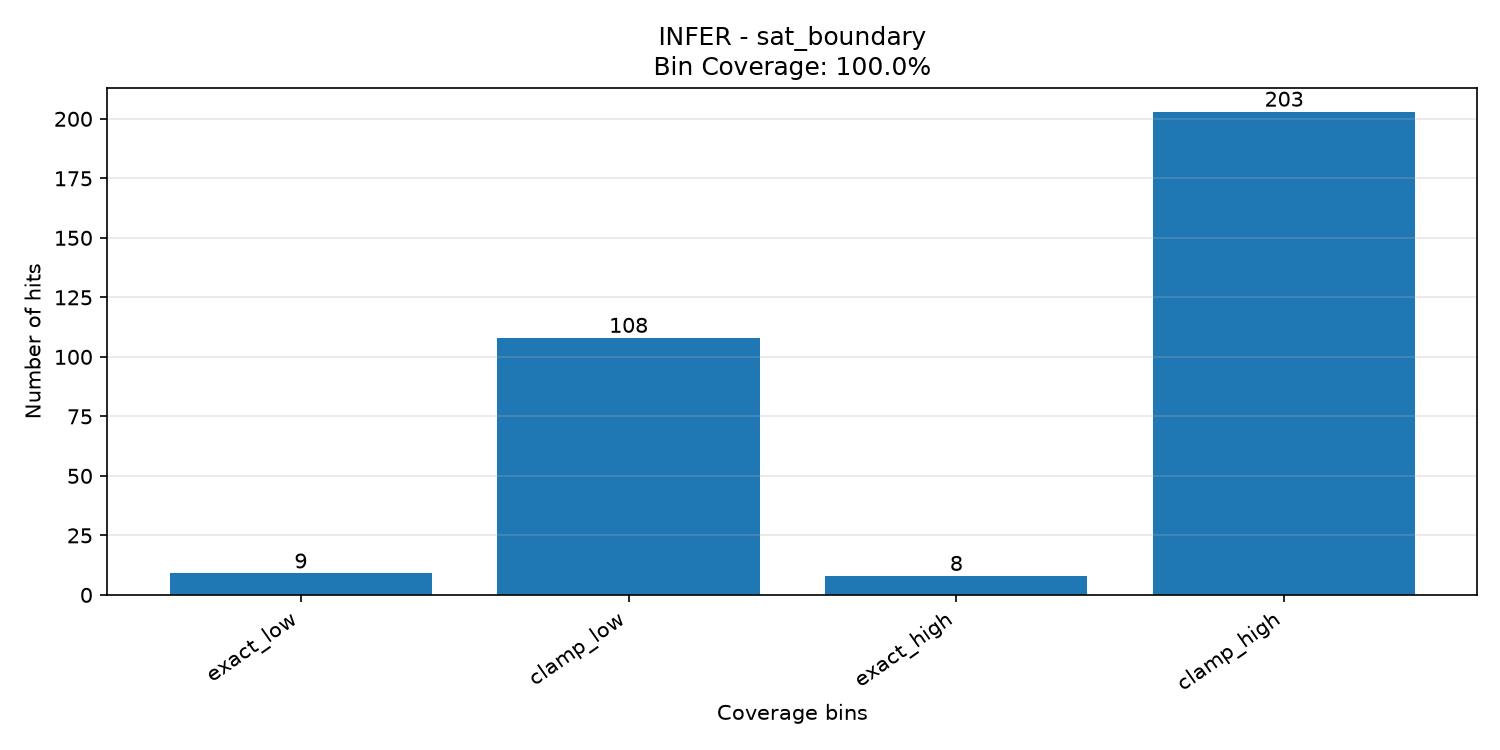 INFER - sat_boundary
Bin Coverage: 100.0%
Number of hits
200
175
150
125
100
75
50
25
0
9
108
8
203
exact_low
clamp_low
exact_high
clamp_high
Coverage bins